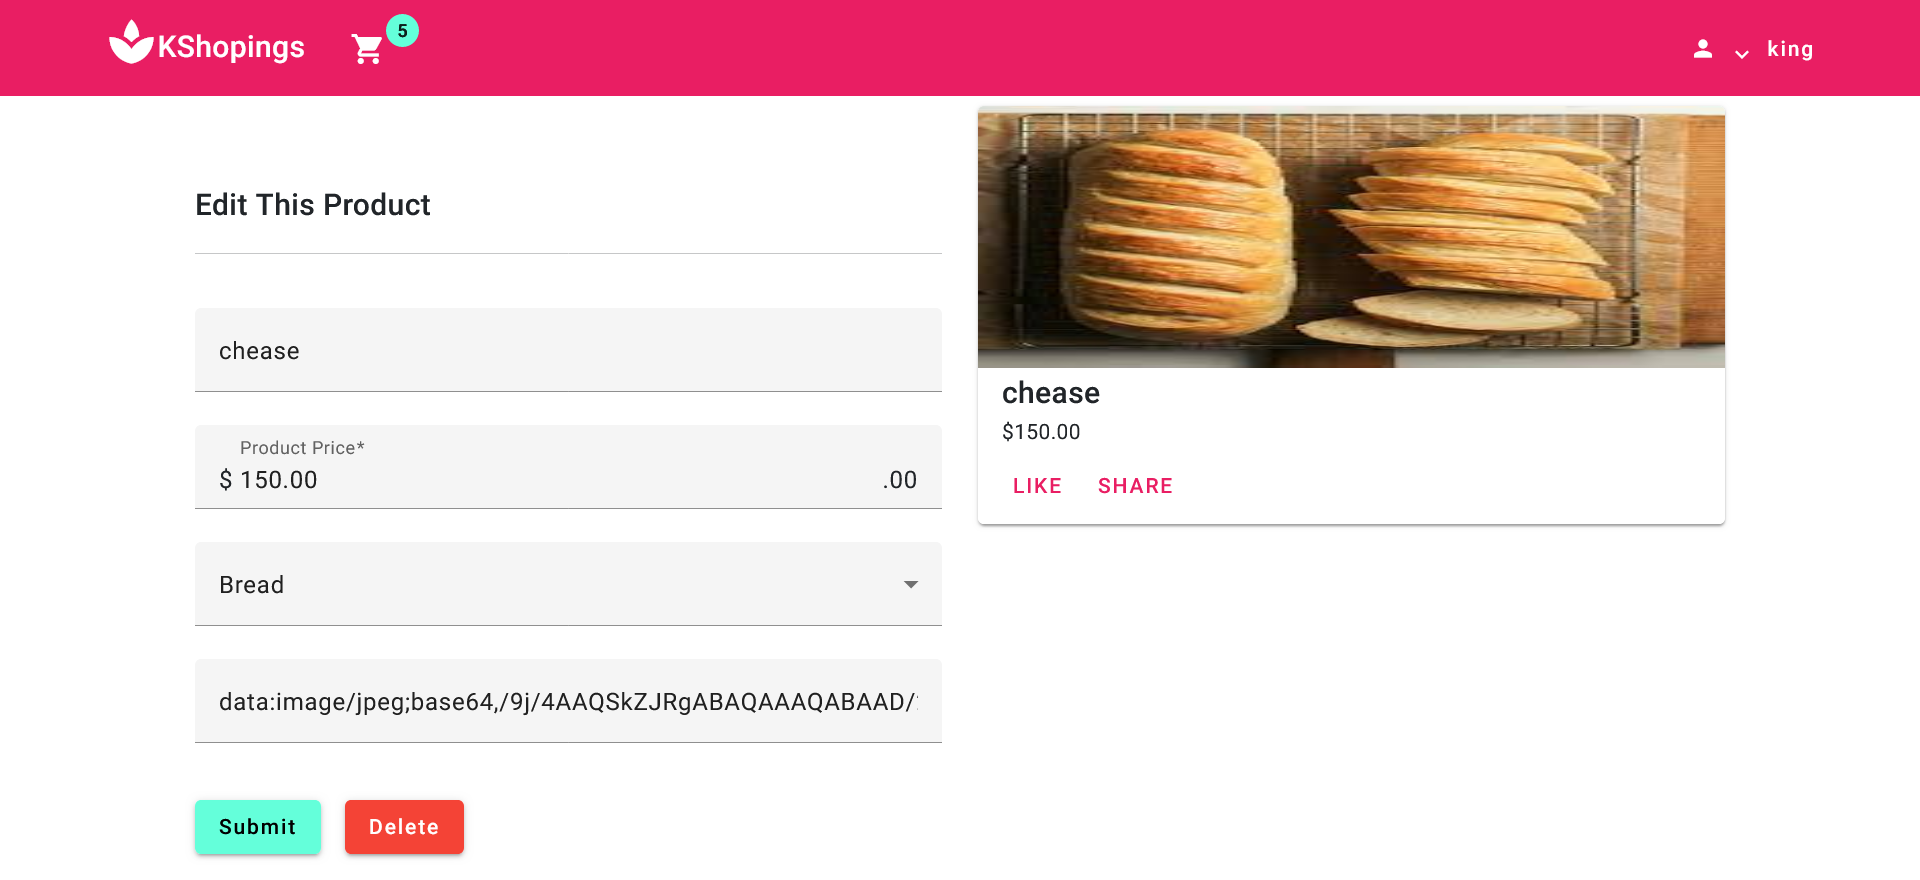 KShopings
5
king
Edit This Product
chease
Product Price*
$ 150.00 .00
Bread
data:image/jpeg;base64,/9j/4AAQSkZJRgABAQAAAQABAAD/
Submit Delete
chease
$150.00
LIKE SHARE